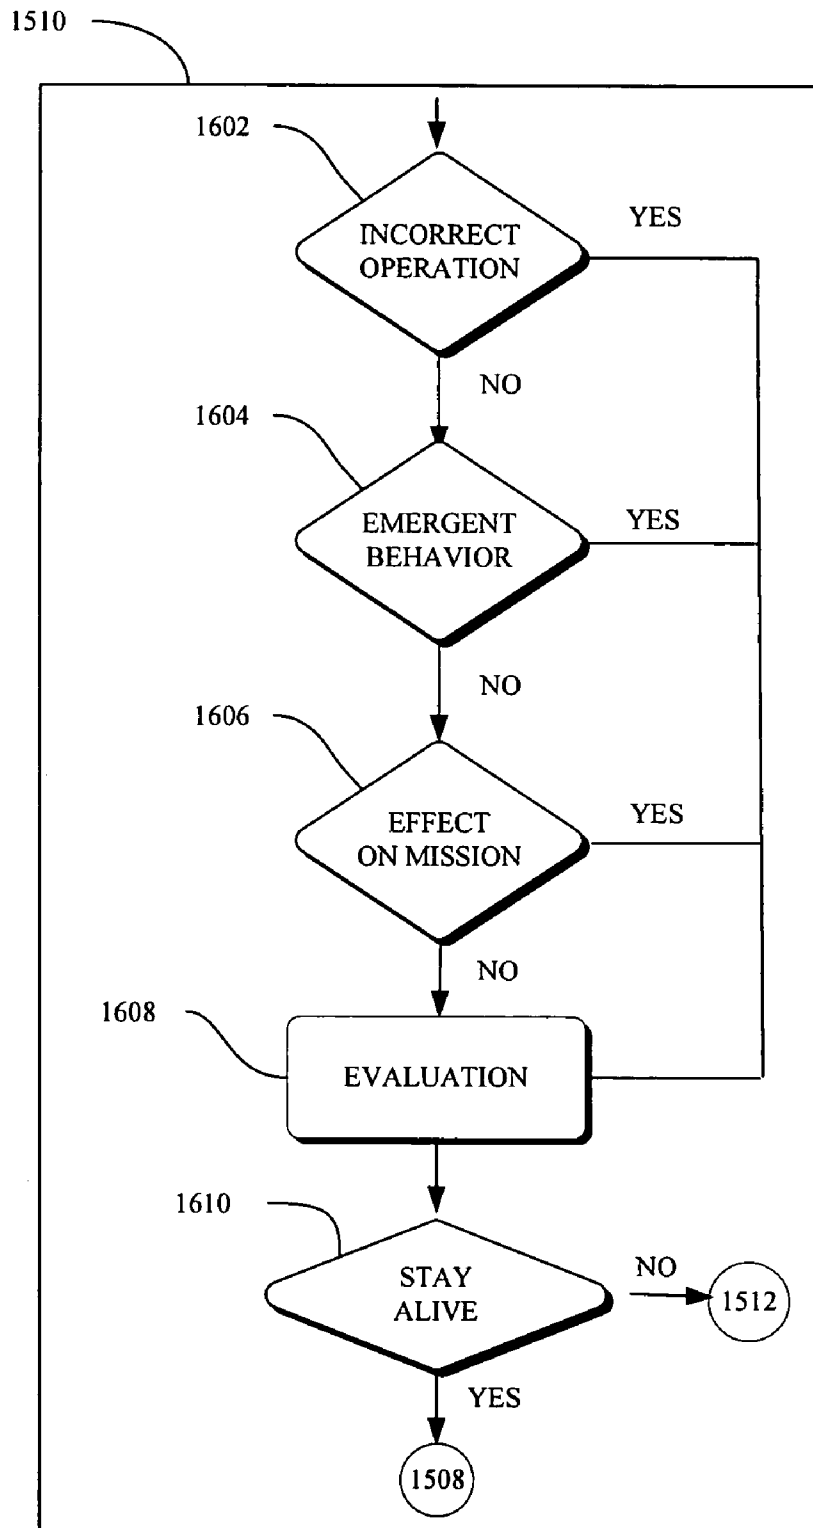 1510
1602
INCORRECT
OPERATION
YES
NO
1604
EMERGENT
BEHAVIOR
YES
NO
1606
EFFECT
ON MISSION
YES
NO
1608
EVALUATION
1610
STAY
ALIVE
NO
1512
YES
1508